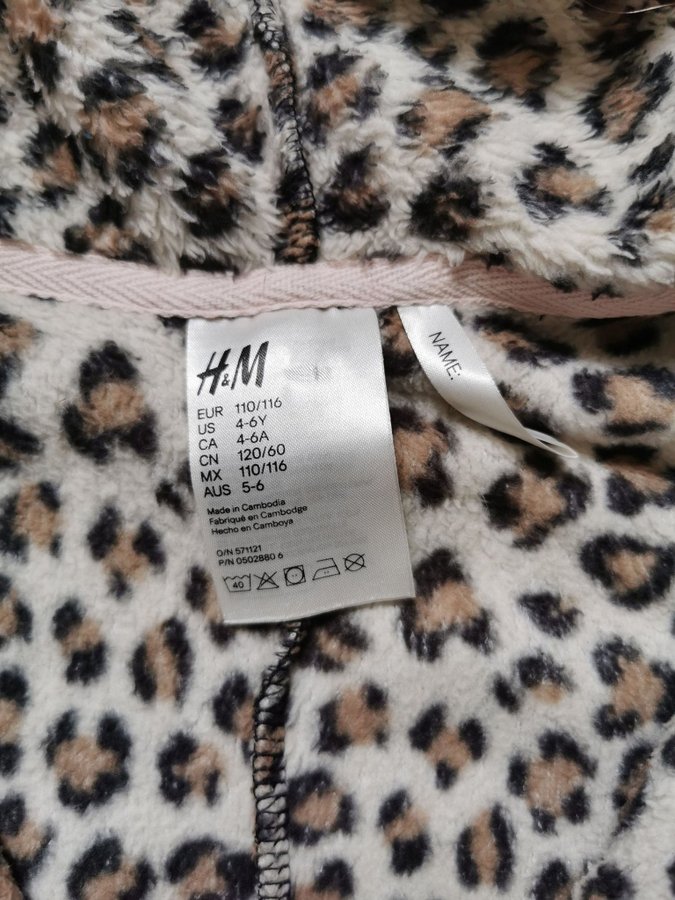 H&M
EUR 110/116
US 4-6Y
CA 4-6A
CN 120/60
MX 110/116
AUS 5-6
Made in Cambodia
Fabriqué en Cambodge
Hecho en Camboya
O/N 571121
P/N 0502880 6
40
NAME: